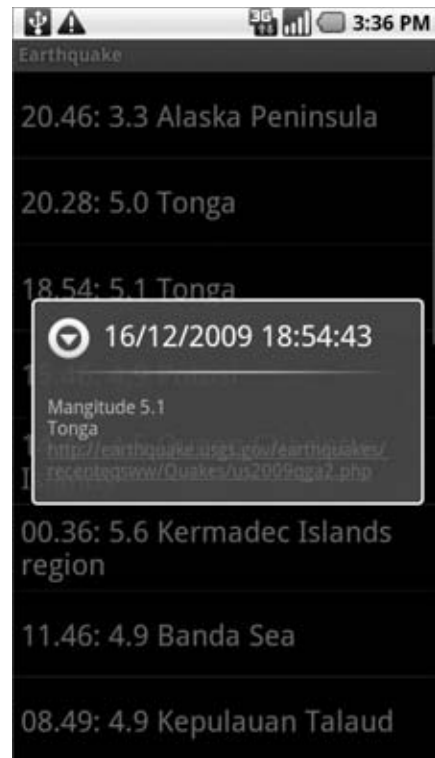 3G
3:36 PM
Earthquake
20.46: 3.3 Alaska Peninsula
20.28: 5.0 Tonga
18.54: 5.1 Tonga
16/12/2009 18:54:43
Mangitude 5.1
Tonga
http://earthquake.usgs.gov/earthquakes/
recenteqsww/Quakes/us2009qga2.php
00.36: 5.6 Kermadec Islands
region
11.46: 4.9 Banda Sea
08.49: 4.9 Kepulauan Talaud